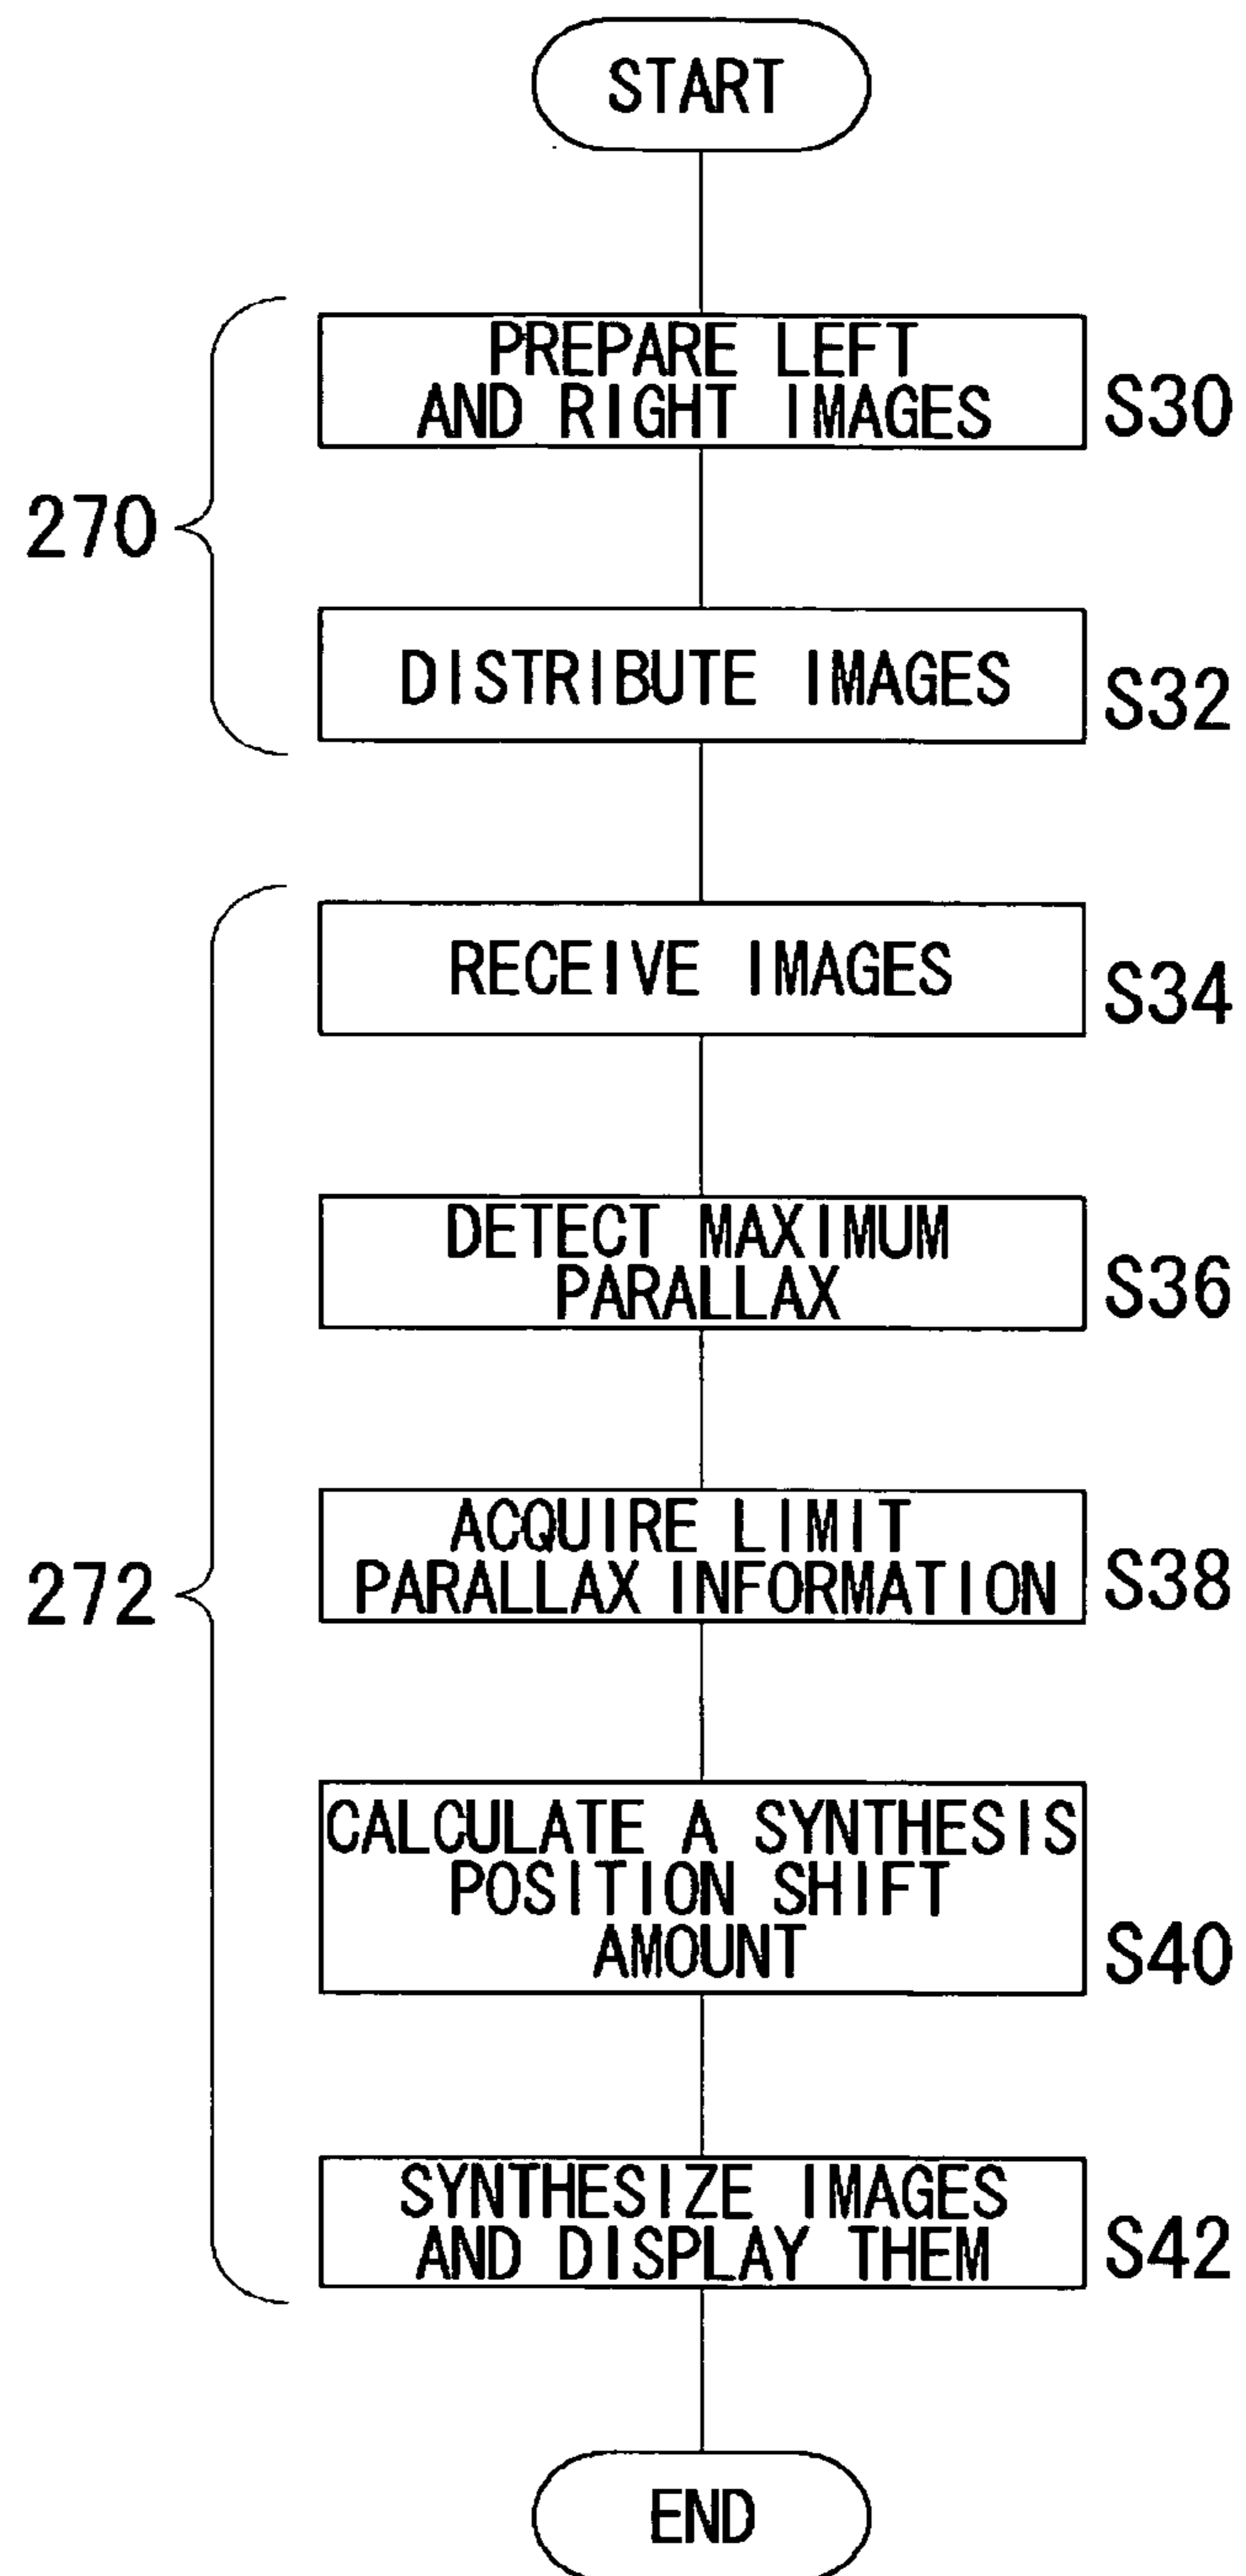 START
PREPARE LEFT
AND RIGHT IMAGES
S30
270
DISTRIBUTE IMAGES
S32
RECEIVE IMAGES
S34
DETECT MAXIMUM
PARALLAX
S36
ACQUIRE LIMIT
PARALLAX INFORMATION
S38
272
CALCULATE A SYNTHESIS
POSITION SHIFT
AMOUNT
S40
SYNTHESIZE IMAGES
AND DISPLAY THEM
S42
END